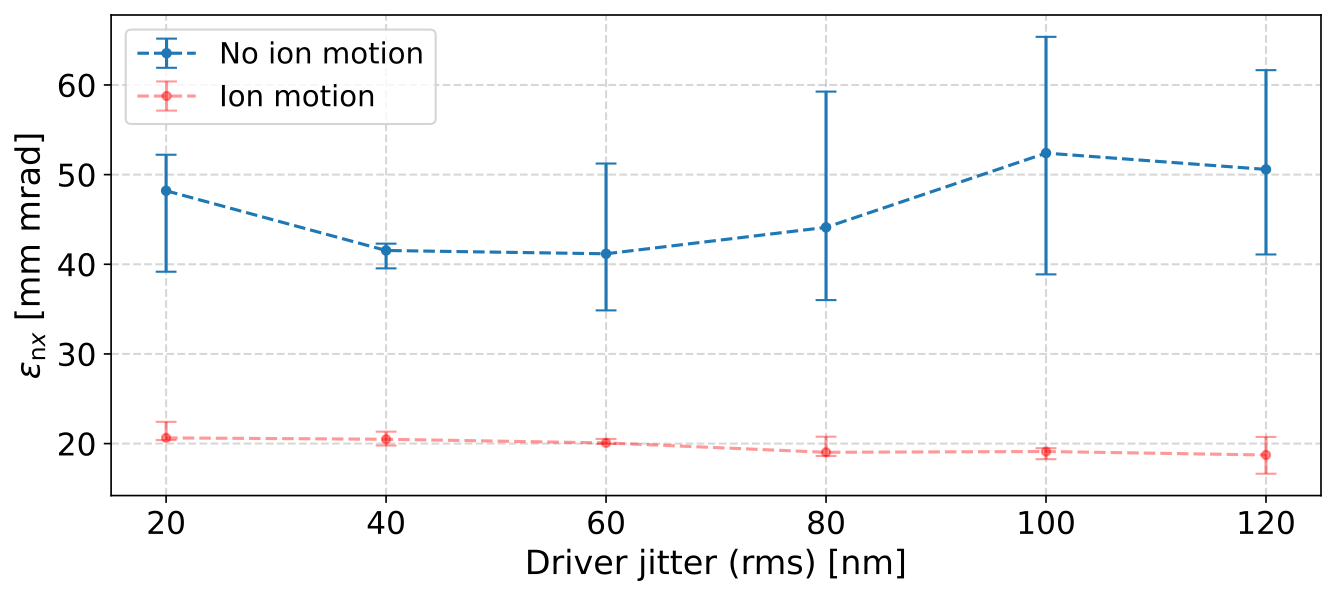 No ion motion
Ion motion
60
50
40
30
20
εnx [mm mrad]
20 40 60 80 100 120
Driver jitter (rms) [nm]